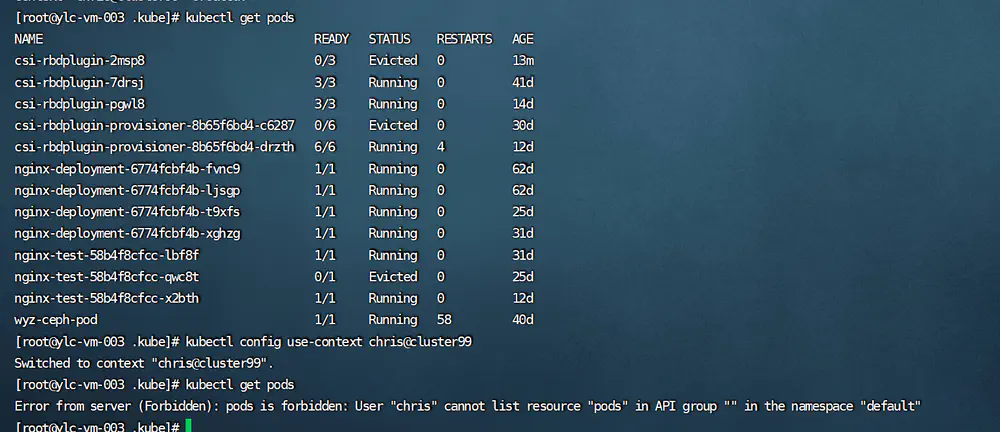 [root@ylc-vm-003 .kube]# kubectl get pods
NAME READY STATUS RESTARTS AGE
csi-rbdplugin-2msp8 0/3 Evicted 0 13m
csi-rbdplugin-7drsj 3/3 Running 0 41d
csi-rbdplugin-pgwl8 3/3 Running 0 14d
csi-rbdplugin-provisioner-8b65f6bd4-c6287 0/6 Evicted 0 30d
csi-rbdplugin-provisioner-8b65f6bd4-drzth 6/6 Running 4 12d
nginx-deployment-6774fcbf4b-fvnc9 1/1 Running 0 62d
nginx-deployment-6774fcbf4b-ljsgp 1/1 Running 0 62d
nginx-deployment-6774fcbf4b-t9xfs 1/1 Running 0 25d
nginx-deployment-6774fcbf4b-xghzg 1/1 Running 0 31d
nginx-test-58b4f8cfcc-lbf8f 1/1 Running 0 31d
nginx-test-58b4f8cfcc-qwc8t 0/1 Evicted 0 25d
nginx-test-58b4f8cfcc-x2bth 1/1 Running 0 12d
wyz-ceph-pod 1/1 Running 58 40d
[root@ylc-vm-003 .kube]# kubectl config use-context chris@cluster99
Switched to context "chris@cluster99".
[root@ylc-vm-003 .kube]# kubectl get pods
Error from server (Forbidden): pods is forbidden: User "chris" cannot list resource "pods" in API group "" in the namespace "default"
[root@ylc-vm-003 .kube]#